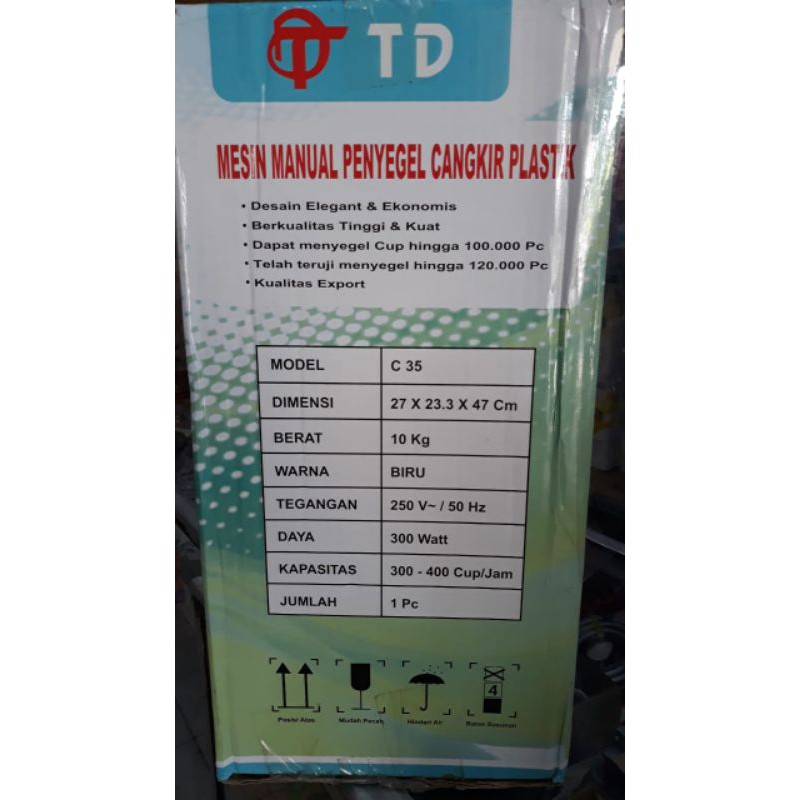 TD
MESIN MANUAL PENYEGEL CANGKIR PLASTIK
• Desain Elegant & Ekonomis
• Berkualitas Tinggi & Kuat
• Dapat menyegel Cup hingga 100.000 Pc
• Telah teruji menyegel hingga 120.000 Pc
• Kualitas Export
MODEL C 35
DIMENSI 27 X 23.3 X 47 Cm
BERAT 10 Kg
WARNA BIRU
TEGANGAN 250 V~ / 50 Hz
DAYA 300 Watt
KAPASITAS 300 - 400 Cup/Jam
JUMLAH 1 Pc
4
Posisi Atas Mudah Pecah Hindari Air Batas Susunan